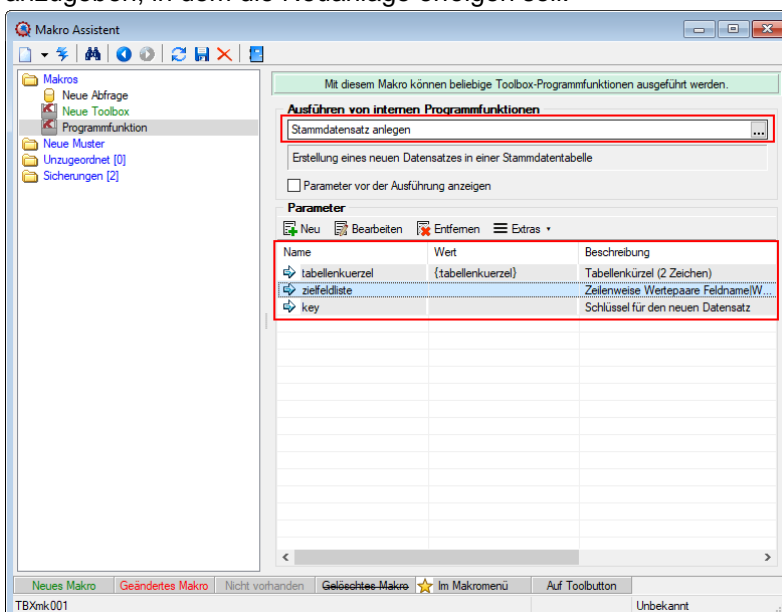 anzugeben, in dem die Neuanlage erfolgen soll.
Makro Assistent
Makros
Neue Abfrage
Neue Toolbox
Programmfunktion
Neue Muster
Unzugeordnet [0]
Sicherungen [2]
Mit diesem Makro können beliebige Toolbox-Programmfunktionen ausgeführt werden.
Ausführen von internen Programmfunktionen
Stammdatensatz anlegen ...
Erstellung eines neuen Datensatzes in einer Stammdatentabelle
Parameter vor der Ausführung anzeigen
Parameter
Neu Bearbeiten Entfernen Extras
Name Wert Beschreibung
tabellenkuerzel {:tabellenkuerzel} Tabellenkürzel (2 Zeichen)
zielfeldliste Zeilenweise Wertepaare Feldname|W...
key Schlüssel für den neuen Datensatz
Neues Makro Geändertes Makro Nicht vorhanden Gelöschtes Makro Im Makromenü Auf Toolbutton
TBXmk001 Unbekannt